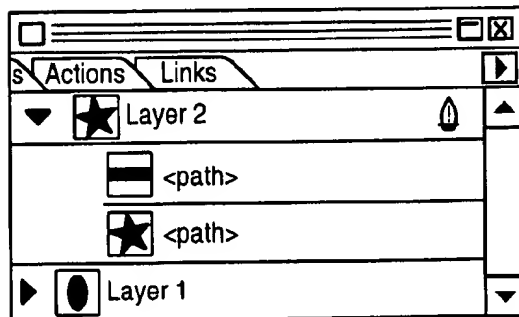 s Actions Links
Layer 2
<path>
<path>
Layer 1